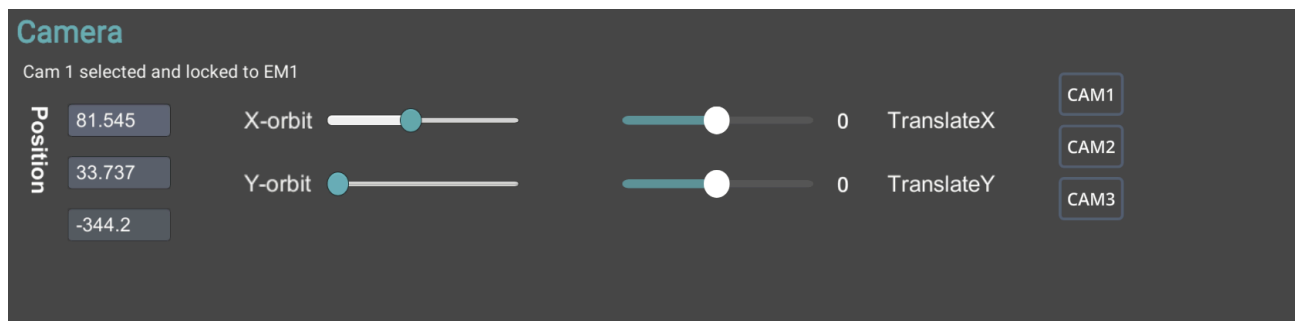 Camera
Cam 1 selected and locked to EM1
Position
81.545
33.737
-344.2
X-orbit
Y-orbit
0 TranslateX
0 TranslateY
CAM1
CAM2
CAM3